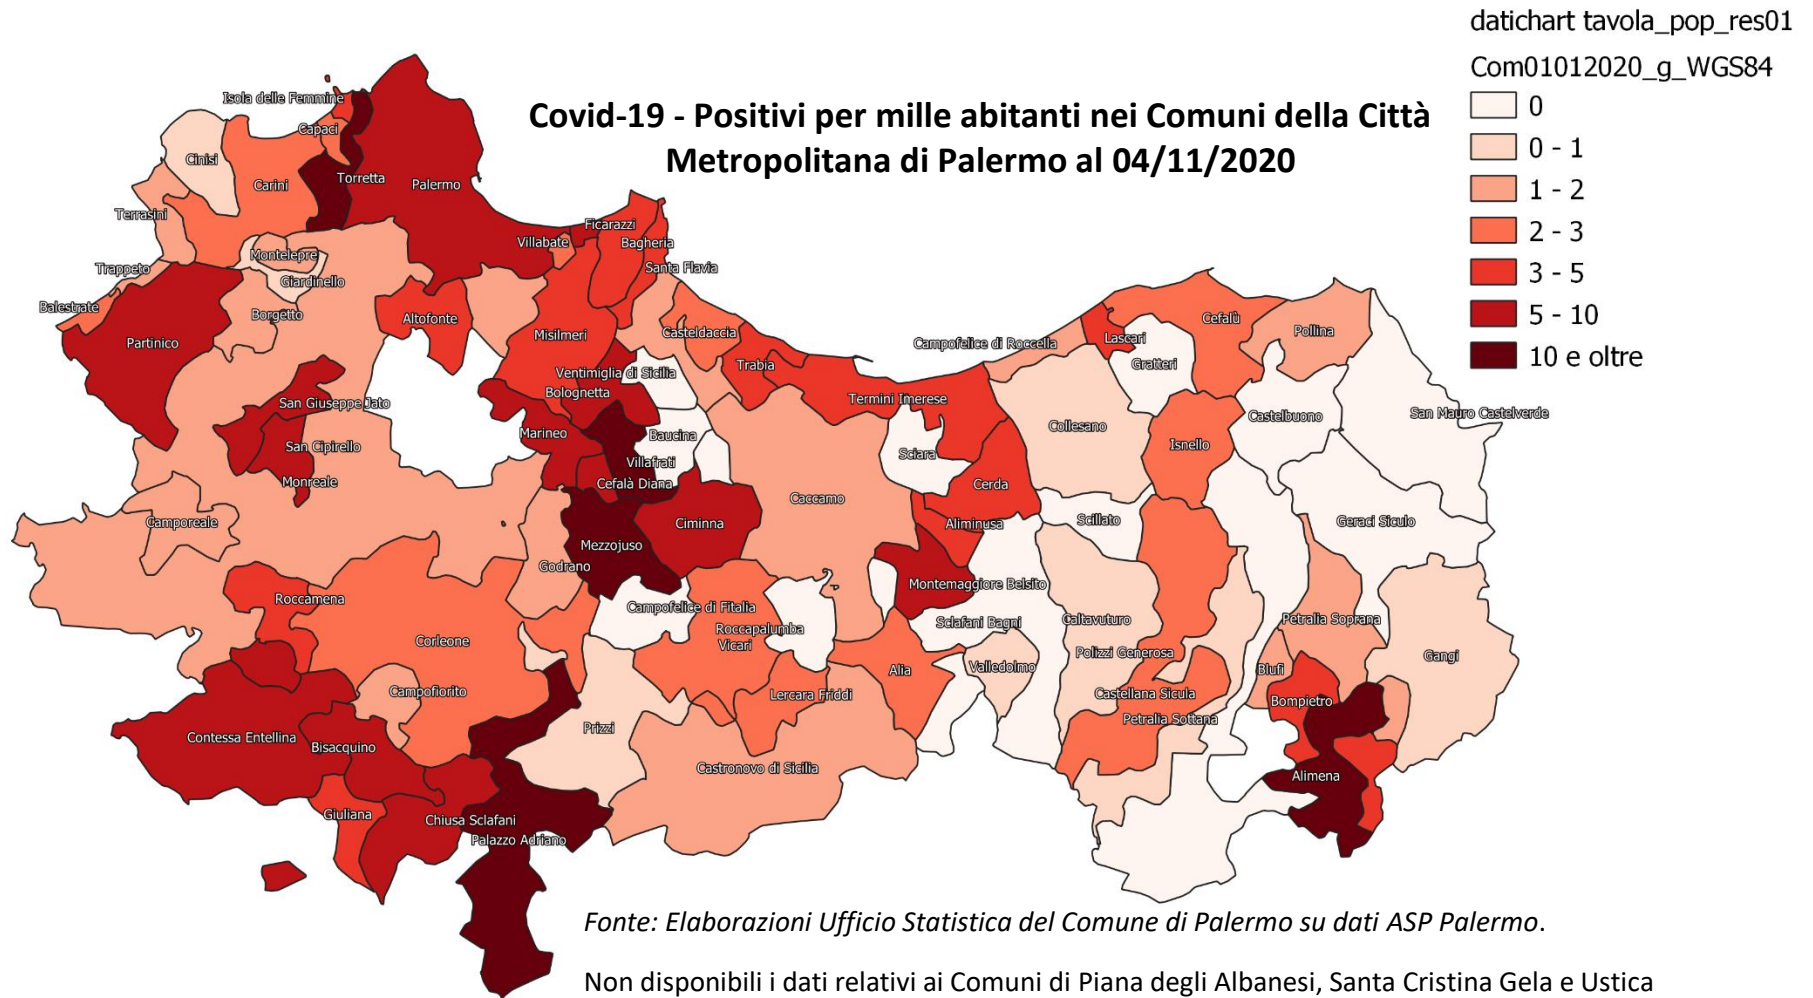 datichart tavola_pop_res01
Com01012020_g_WGS84
0
0 - 1
1 - 2
2 - 3
3 - 5
5 - 10
10 e oltre
Covid-19 - Positivi per mille abitanti nei Comuni della Città
Metropolitana di Palermo al 04/11/2020
Isola delle Femmine
Capaci
Cinisi
Carini
Torretta
Palermo
Terrasini
Villabate
Ficarazzi
Bagheria
Montelepre
Santa Flavia
Trappeto
Giardinello
Balestrate
Borgetto
Altofonte
Partinico
Misilmeri
Casteldaccia
Campofelice di Roccella
Lascari
Cefalù
Pollina
Trabia
Gratteri
Ventimiglia di Sicilia
Bolognetta
San Giuseppe Jato
Termini Imerese
Castelbuono
San Mauro Castelverde
Marineo
Baucina
Collesano
San Cipirello
Isnello
Sciara
Villafrati
Monreale
Cefalà Diana
Cerda
Caccamo
Camporeale
Ciminna
Aliminusa
Scillato
Geraci Siculo
Mezzojuso
Godrano
Montemaggiore Belsito
Roccamena
Campofelice di Fitalia
Caltavuturo
Petralia Soprana
Sclafani Bagni
Roccapalumba
Corleone
Vicari
Polizzi Generosa
Gangi
Valledolmo
Alia
Blufi
Campofiorito
Lercara Friddi
Castellana Sicula
Bompietro
Petralia Sottana
Prizzi
Contessa Entellina
Bisacquino
Castronovo di Sicilia
Alimena
Giuliana
Chiusa Sclafani
Palazzo Adriano
Fonte: Elaborazioni Ufficio Statistica del Comune di Palermo su dati ASP Palermo.
Non disponibili i dati relativi ai Comuni di Piana degli Albanesi, Santa Cristina Gela e Ustica